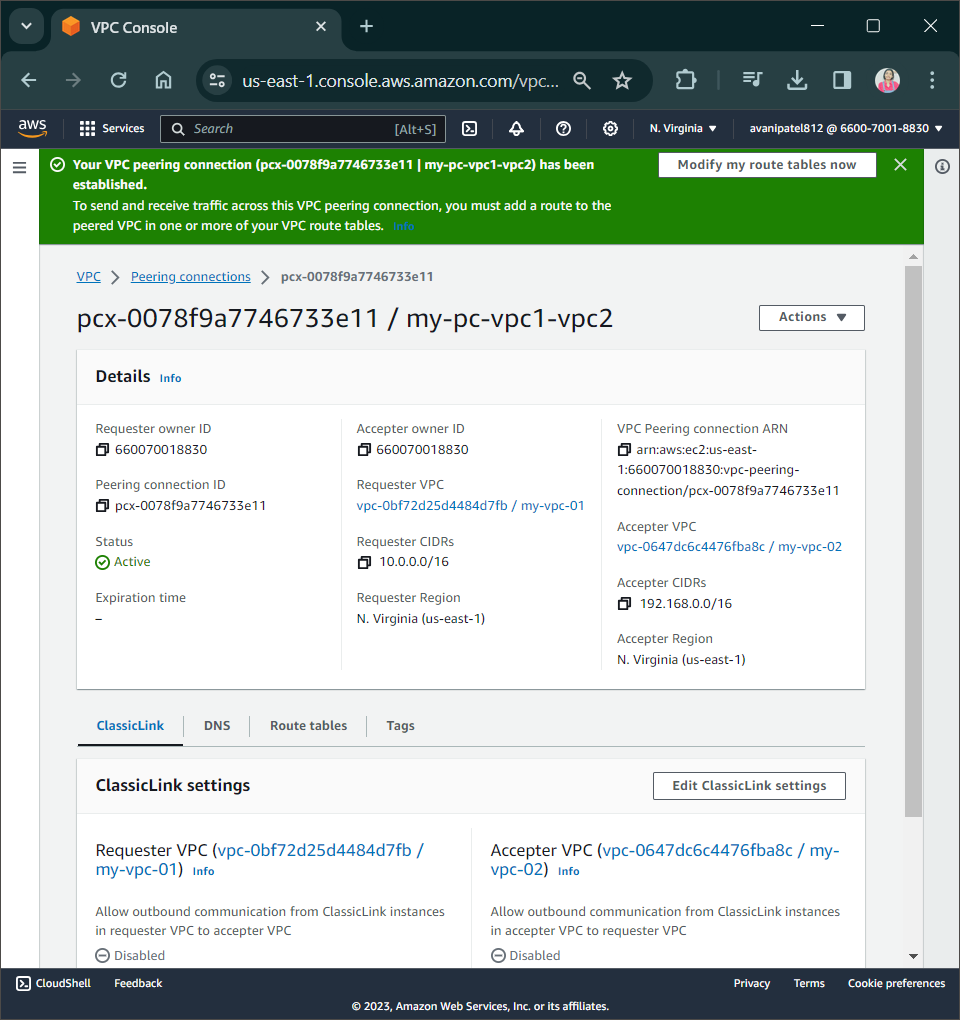 VPC Console
us-east-1.console.aws.amazon.com/vpc...
aws
Services
Search
[Alt+S]
N. Virginia
avanipatel812 @ 6600-7001-8830
Your VPC peering connection (pcx-0078f9a7746733e11 | my-pc-vpc1-vpc2) has been
established.
To send and receive traffic across this VPC peering connection, you must add a route to the
peered VPC in one or more of your VPC route tables. Info
Modify my route tables now
VPC
Peering connections
pcx-0078f9a7746733e11
pcx-0078f9a7746733e11 / my-pc-vpc1-vpc2
Actions
Details Info
Requester owner ID
660070018830
Peering connection ID
pcx-0078f9a7746733e11
Status
Active
Expiration time
–
Accepter owner ID
660070018830
Requester VPC
vpc-0bf72d25d4484d7fb / my-vpc-01
Requester CIDRs
10.0.0.0/16
Requester Region
N. Virginia (us-east-1)
VPC Peering connection ARN
arn:aws:ec2:us-east-
1:660070018830:vpc-peering-
connection/pcx-0078f9a7746733e11
Accepter VPC
vpc-0647dc6c4476fba8c / my-vpc-02
Accepter CIDRs
192.168.0.0/16
Accepter Region
N. Virginia (us-east-1)
ClassicLink
DNS
Route tables
Tags
ClassicLink settings
Edit ClassicLink settings
Requester VPC (vpc-0bf72d25d4484d7fb /
my-vpc-01) Info
Allow outbound communication from ClassicLink instances
in requester VPC to accepter VPC
Disabled
Accepter VPC (vpc-0647dc6c4476fba8c / my-
vpc-02) Info
Allow outbound communication from ClassicLink instances
in accepter VPC to requester VPC
Disabled
CloudShell
Feedback
Privacy
Terms
Cookie preferences
© 2023, Amazon Web Services, Inc. or its affiliates.